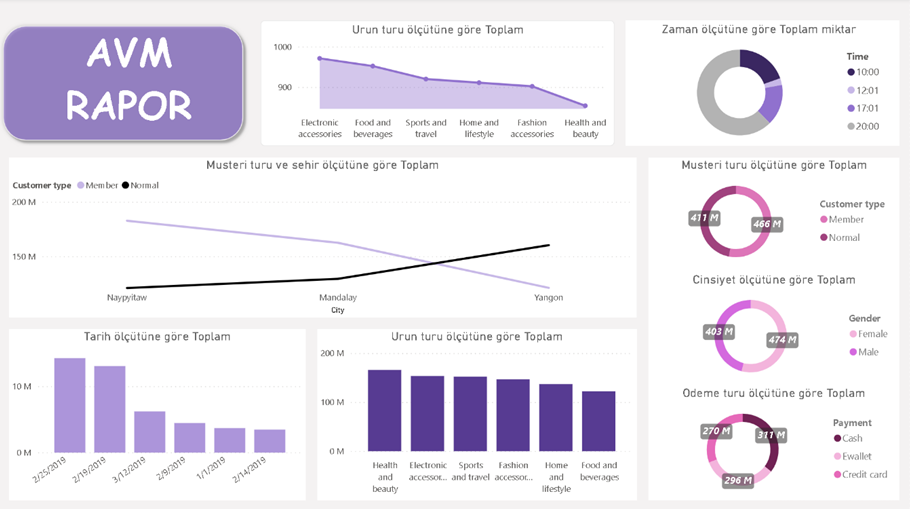 AVM
RAPOR
Urun turu ölçütüne göre Toplam
1000
900
Electronic
accessories
Food and
beverages
Sports and
travel
Home and
lifestyle
Fashion
accessories
Health and
beauty
Zaman ölçütüne göre Toplam miktar
Time
10:00
12:01
17:01
20:00
Musteri turu ve sehir ölçütüne göre Toplam
Customer type Member Normal
200 M
150 M
Naypyitaw Mandalay Yangon
City
Musteri turu ölçütüne göre Toplam
411 M
466 M
Customer type
Member
Normal
Cinsiyet ölçütüne göre Toplam
403 M
474 M
Gender
Female
Male
Odeme turu ölçütüne göre Toplam
270 M
311 M
296 M
Payment
Cash
Ewallet
Credit card
Tarih ölçütüne göre Toplam
10 M
0 M
2/25/2019
2/19/2019
3/12/2019
2/9/2019
1/1/2019
2/14/2019
Urun turu ölçütüne göre Toplam
200 M
100 M
0 M
Health
and
beauty
Electronic
accessor...
Sports
and travel
Fashion
accessor...
Home
and
lifestyle
Food and
beverages